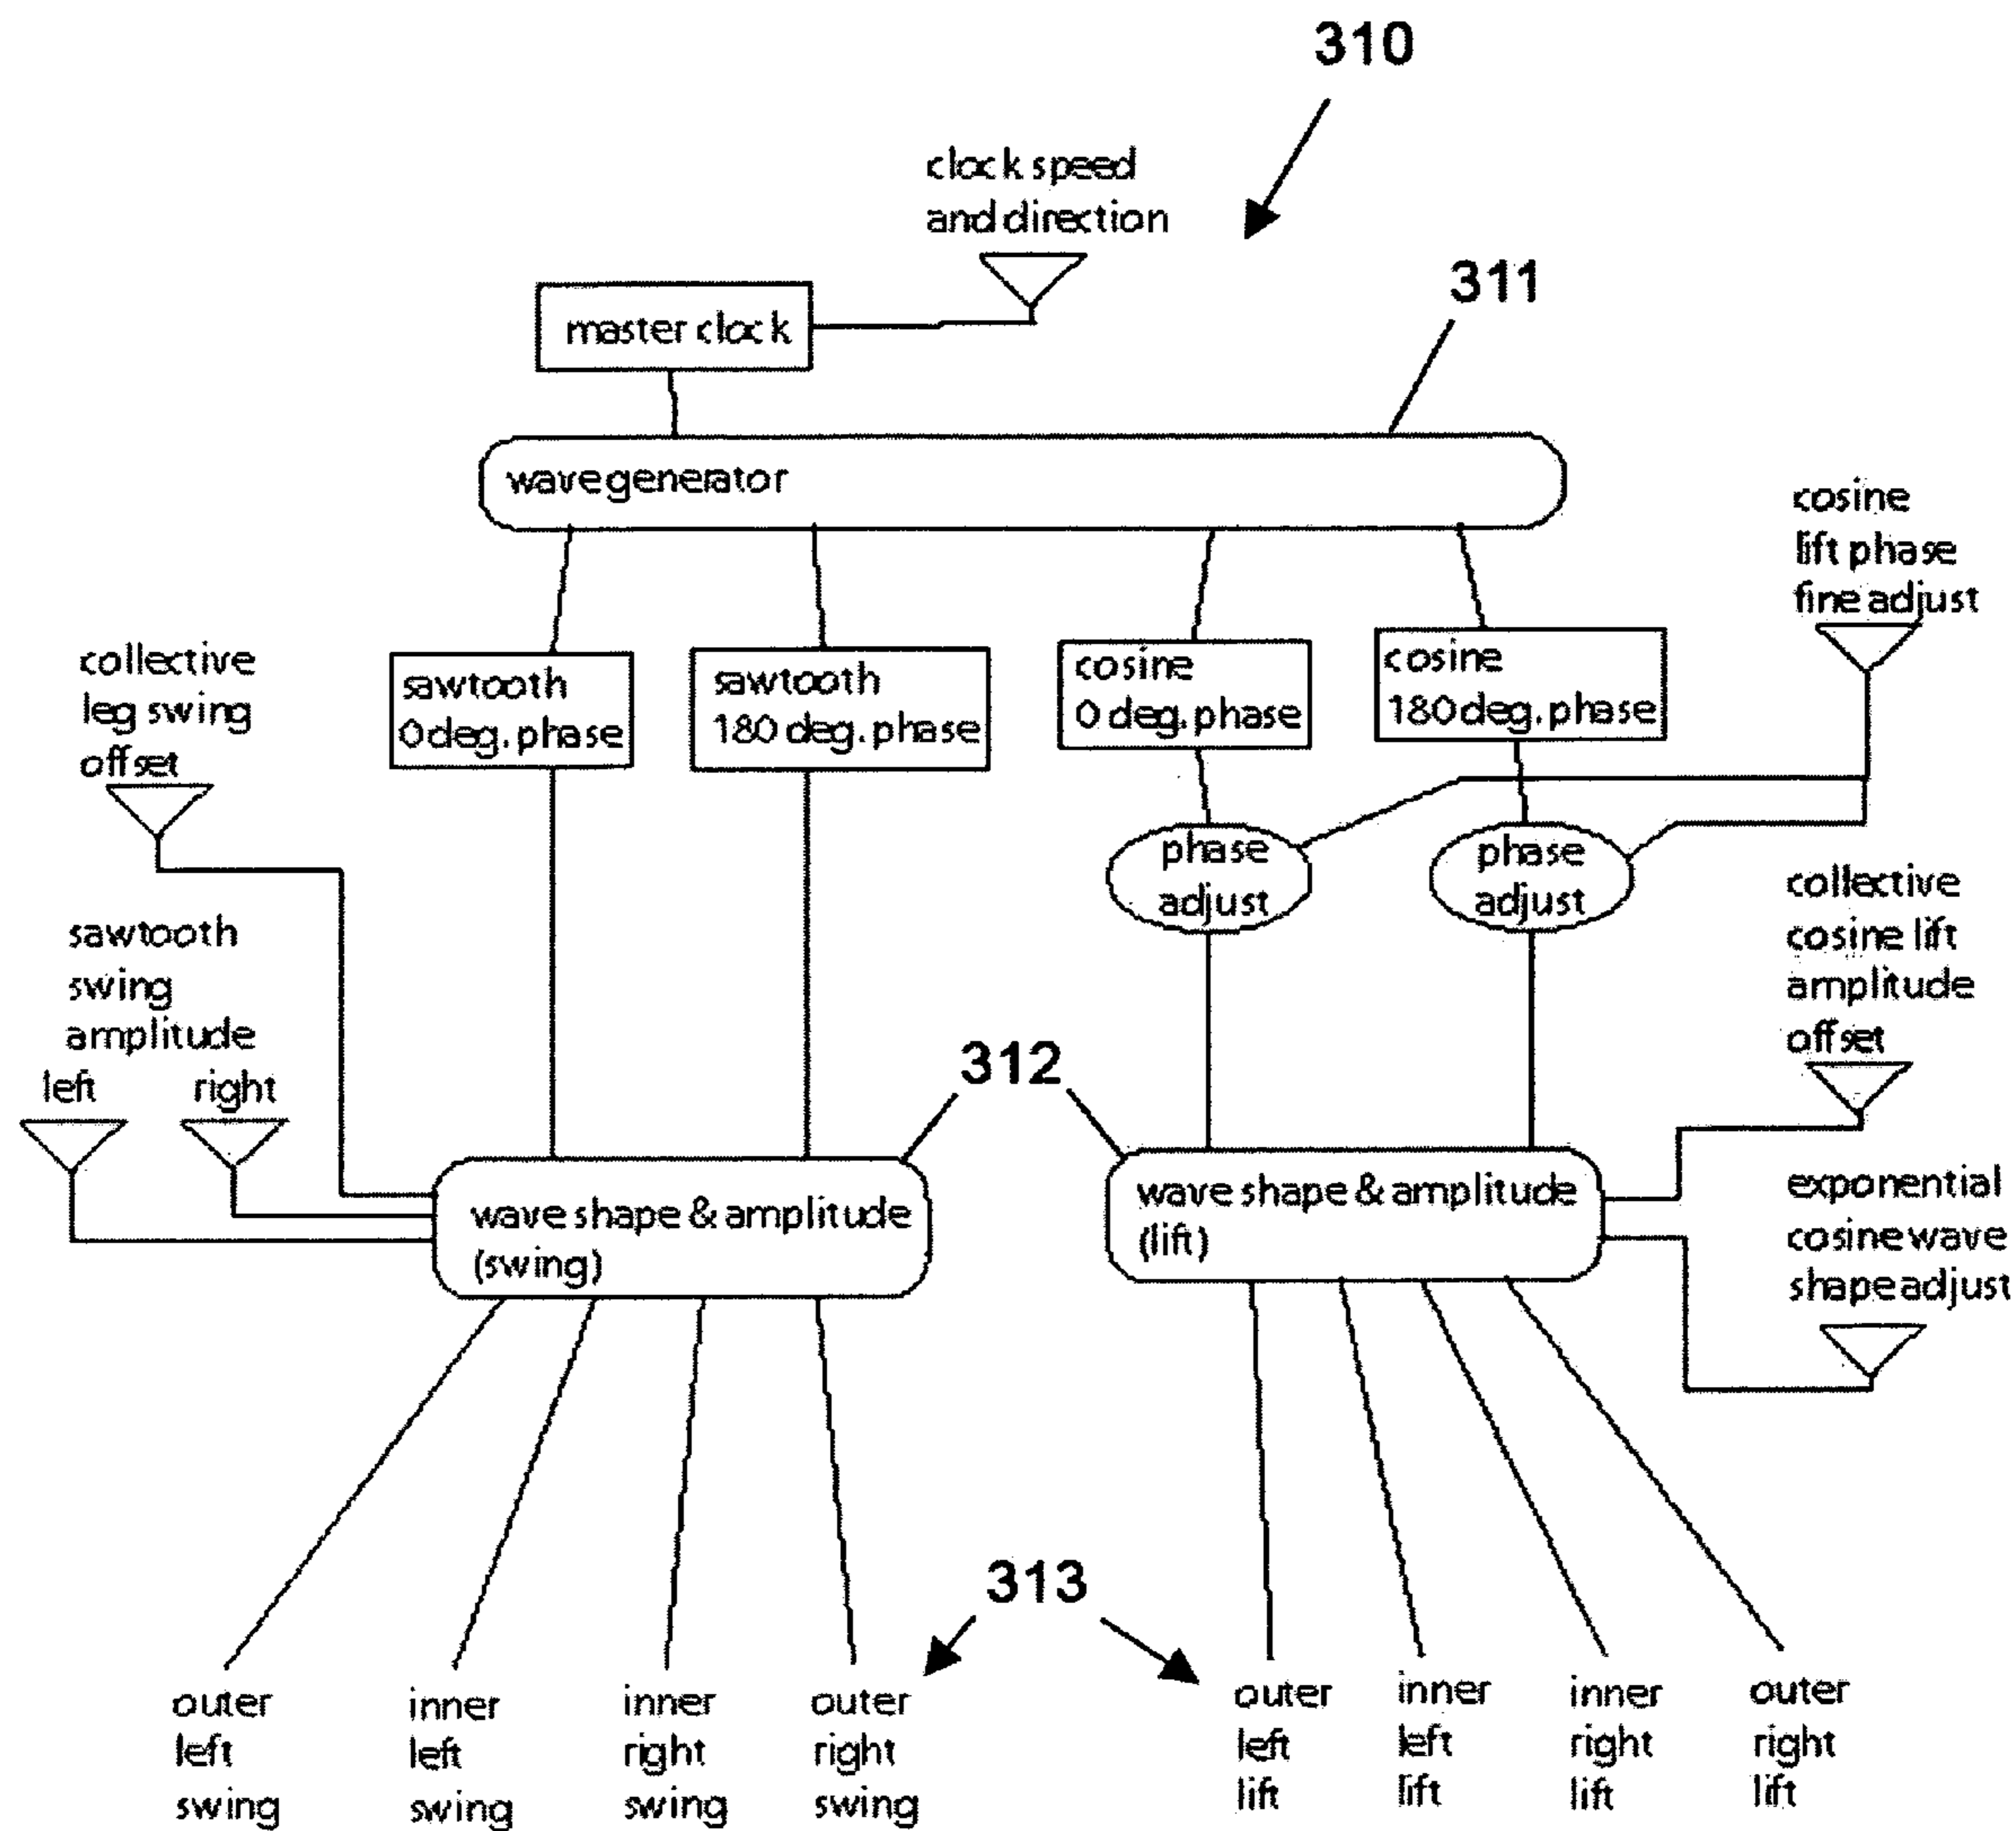 310
clock speed
and direction
311
master clock
wave generator
cosine
lift phase
fine adjust
collective
leg swing
offset
sawtooth
0 deg. phase
sawtooth
180 deg. phase
cosine
0 deg. phase
cosine
180 deg. phase
phase
adjust
phase
adjust
sawtooth
swing
amplitude
left
right
collective
cosine lift
amplitude
offset
312
wave shape & amplitude
(swing)
wave shape & amplitude
(lift)
exponential
cosine wave
shape adjust
313
outer
left
swing
inner
left
swing
inner
right
swing
outer
right
swing
outer
left
lift
inner
left
lift
inner
right
lift
outer
right
lift